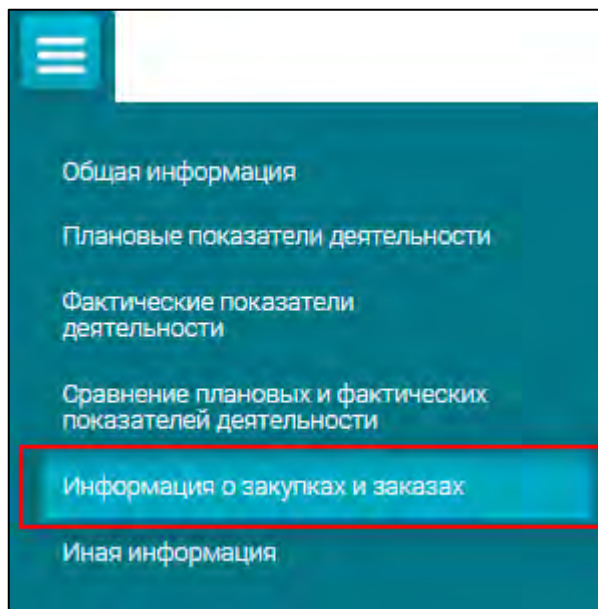 Общая информация
Плановые показатели деятельности
Фактические показатели
деятельности
Сравнение плановых и фактических
показателей деятельности
Информация о закупках и заказах
Иная информация